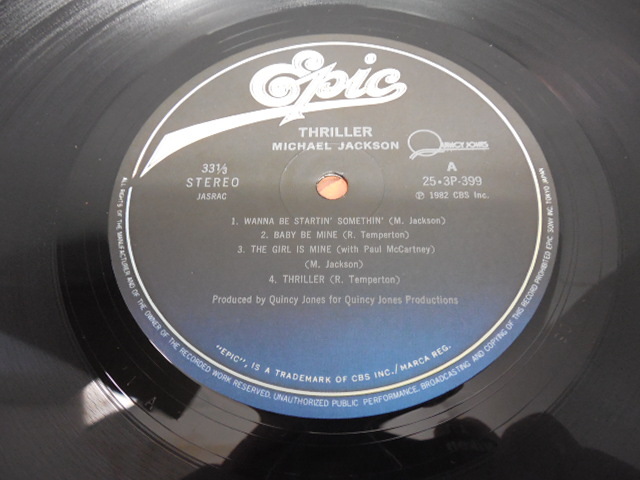 Epic
THRILLER
MICHAEL JACKSON
QUINCY JONES
33⅓
STEREO
JASRAC
A
25•3P-399
Ⓟ 1982 CBS Inc.
1. WANNA BE STARTIN' SOMETHIN' (M. Jackson)
2. BABY BE MINE (R. Temperton)
3. THE GIRL IS MINE (with Paul McCartney)
(M. Jackson)
4. THRILLER (R. Temperton)
Produced by Quincy Jones for Quincy Jones Productions
"EPIC", IS A TRADEMARK OF CBS INC./MARCA REG.
ALL RIGHTS OF THE MANUFACTURER AND OF THE OWNER OF THE RECORDED WORK RESERVED, UNAUTHORIZED PUBLIC PERFORMANCE, BROADCASTING AND COPYING OF THIS RECORD PROHIBITED EPIC/SONY INC. TOKYO JAPAN